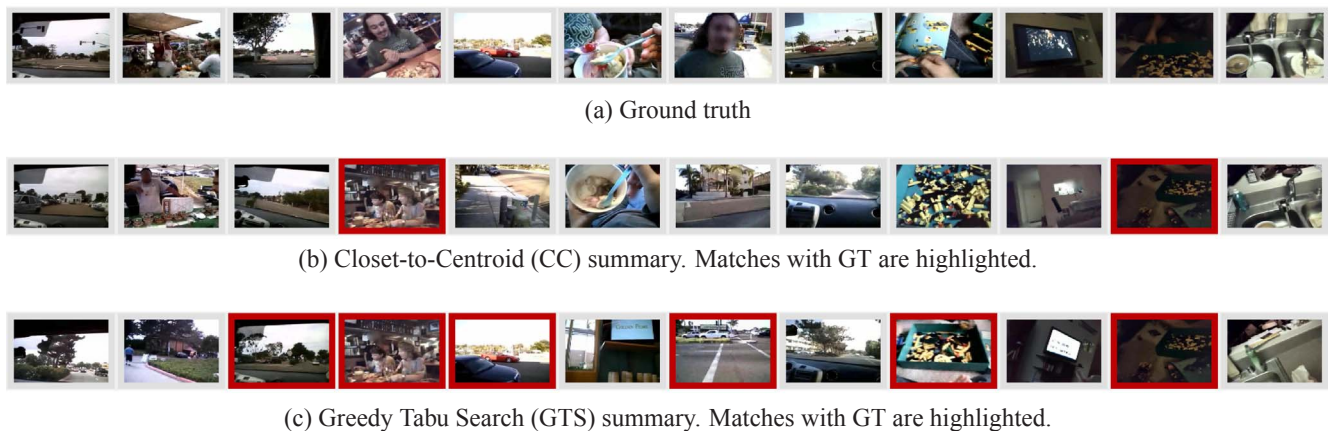 (a) Ground truth
(b) Closet-to-Centroid (CC) summary. Matches with GT are highlighted.
(c) Greedy Tabu Search (GTS) summary. Matches with GT are highlighted.